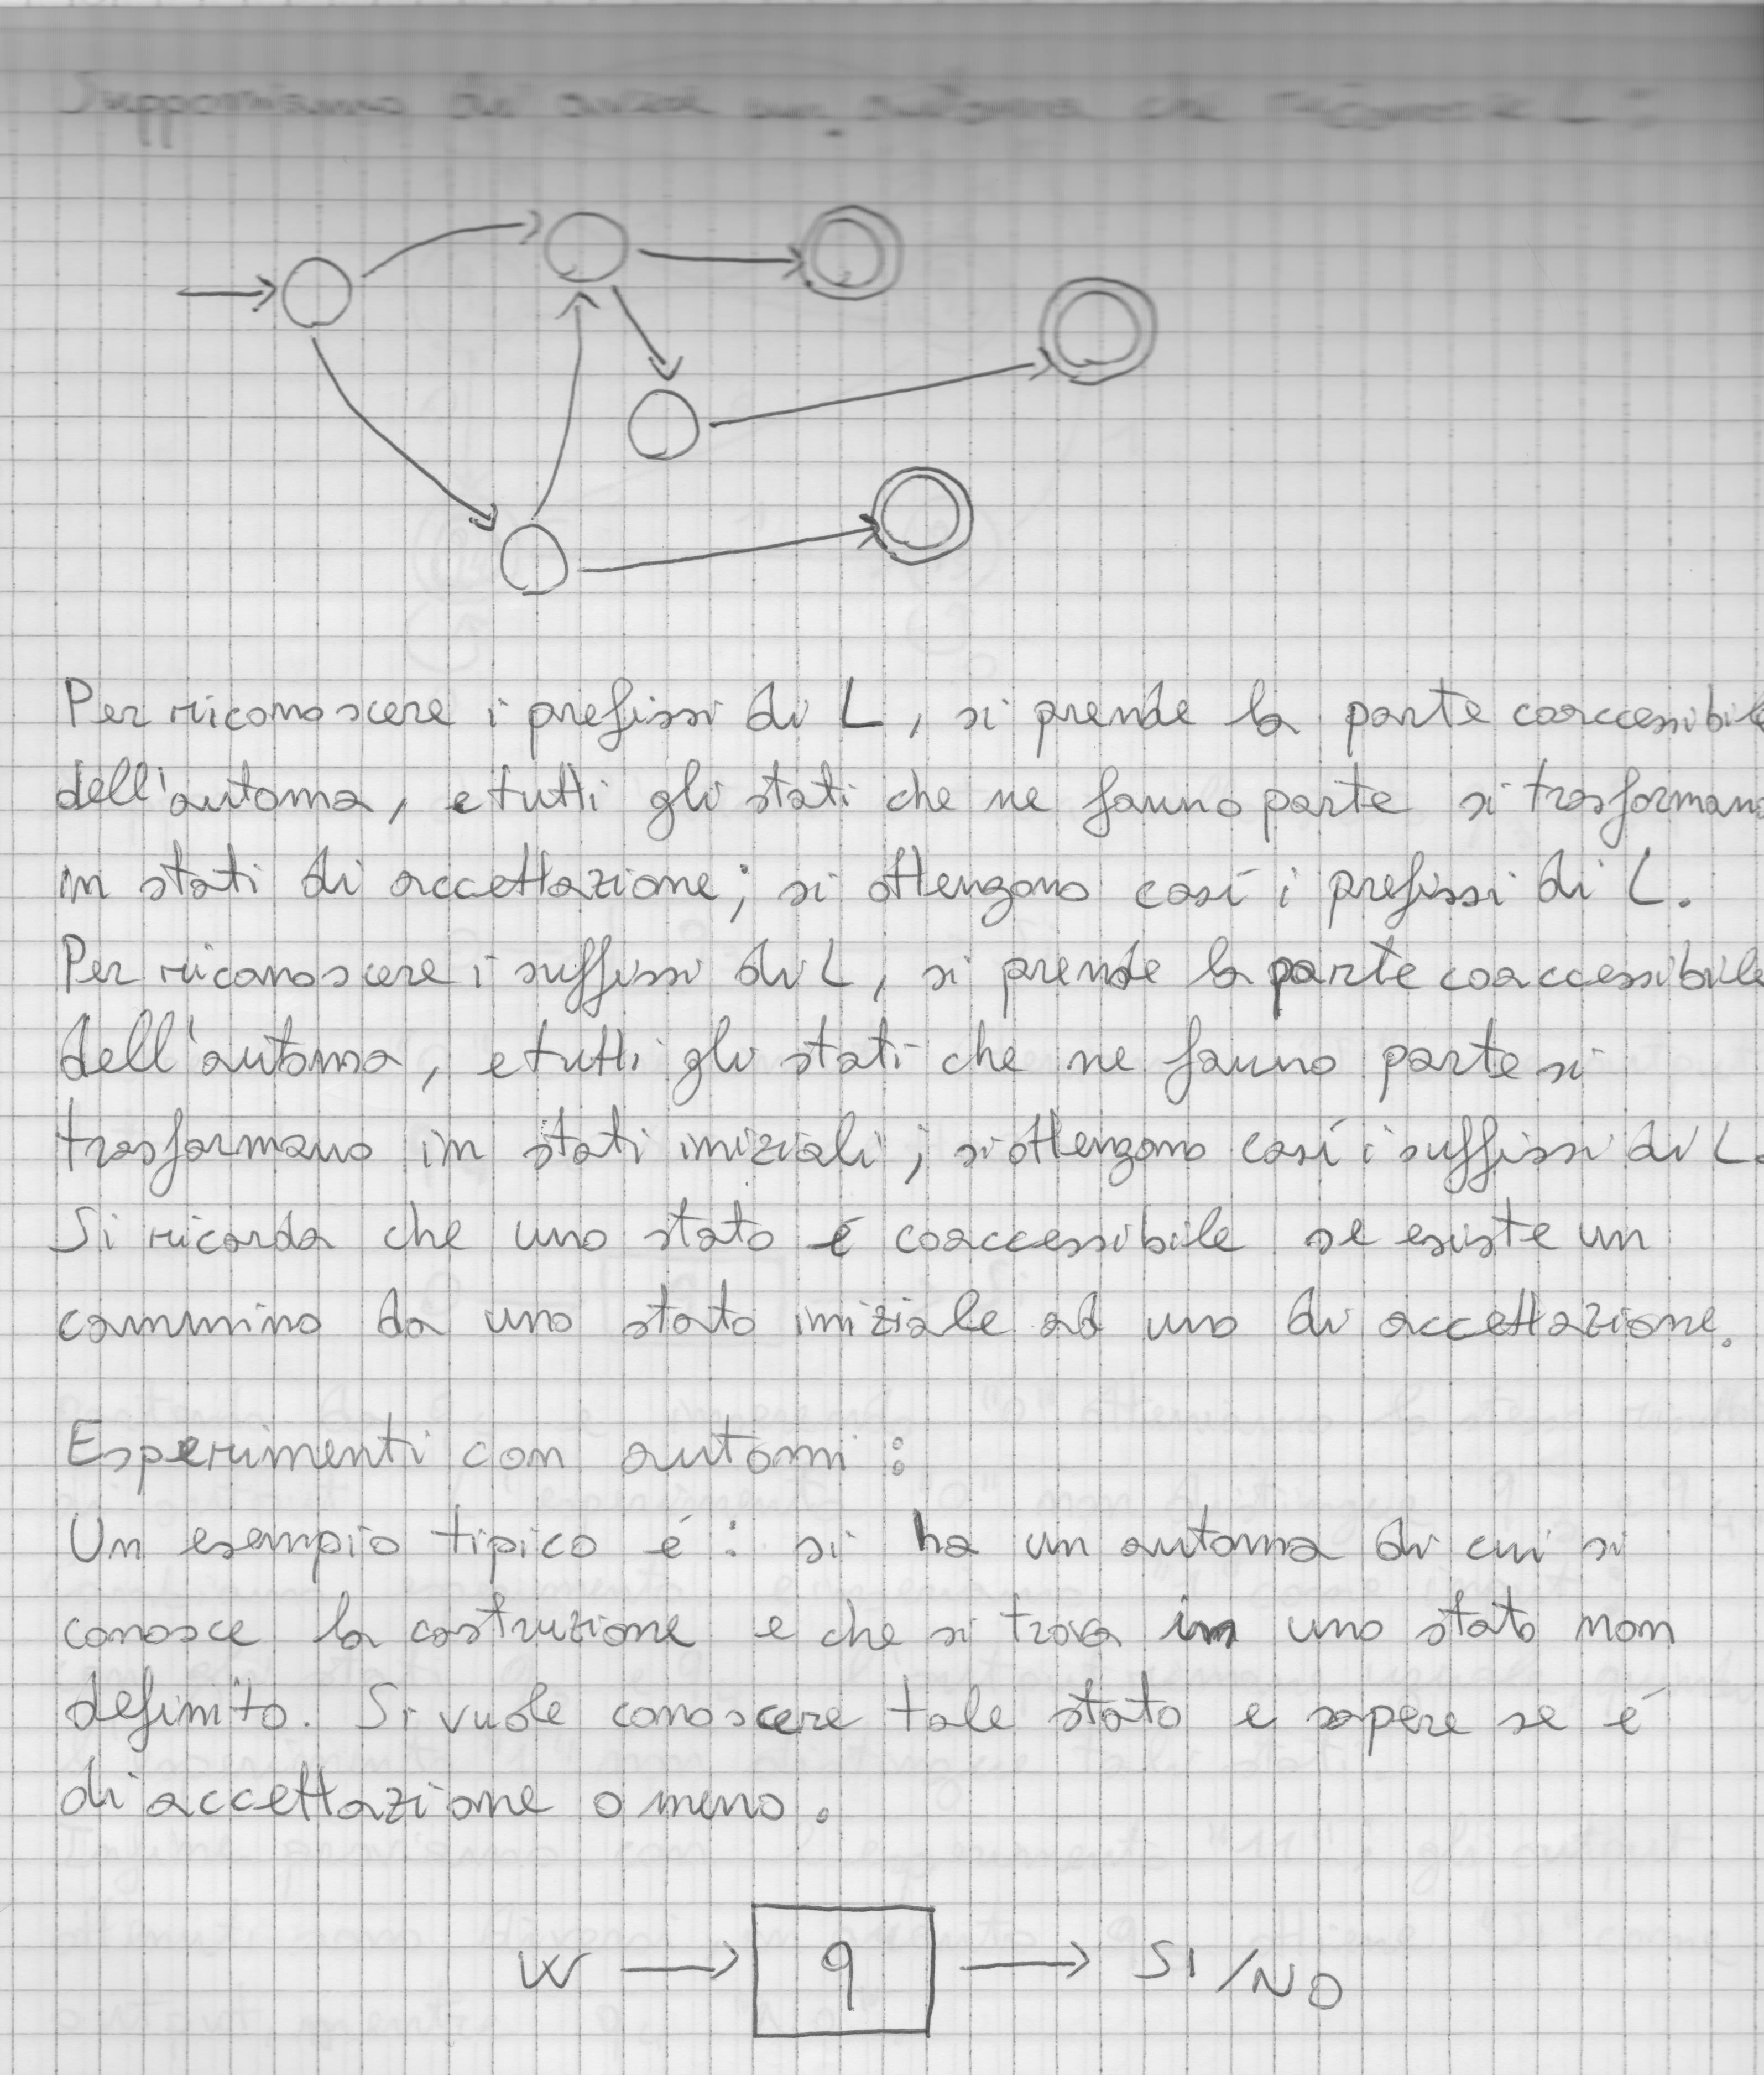 Supponiamo di avere un automa che riconosce L:
Per riconoscere i prefissi di L, si prende la parte coaccessibile
dell'automa, e tutti gli stati che ne fanno parte si trasformano
in stati di accettazione; si ottengono così i prefissi di L.
Per riconoscere i suffissi di L, si prende la parte coaccessibile
dell'automa, e tutti gli stati che ne fanno parte si
trasformano in stati iniziali; si ottengono così i suffissi di L.
Si ricorda che uno stato é coaccessibile se esiste un
cammino da uno stato iniziale ad uno di accettazione.
Esperimenti con automi:
Un esempio tipico é: si ha un automa di cui si
conosce la costruzione e che si trova in uno stato non
definito. Si vuole conoscere tale stato e sapere se é
di accettazione o meno.
W → q → SI/NO